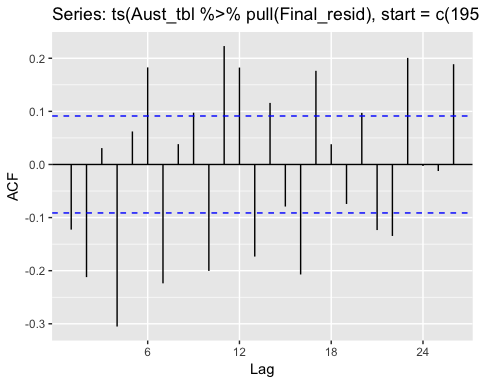 Series: ts(Aust_tbl %>% pull(Final_resid), start = c(195
0.2
0.1
0.0
-0.1
-0.2
-0.3
ACF
6 12 18 24
Lag